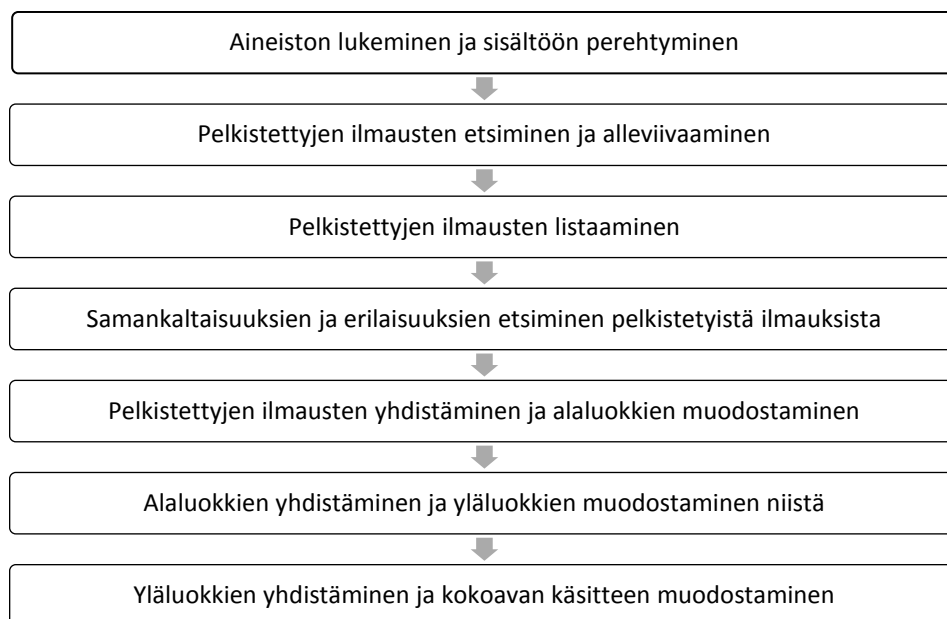 Aineiston lukeminen ja sisältöön perehtyminen
Pelkistettyjen ilmausten etsiminen ja alleviivaaminen
Pelkistettyjen ilmausten listaaminen
Samankaltaisuuksien ja erilaisuuksien etsiminen pelkistetyistä ilmauksista
Pelkistettyjen ilmausten yhdistäminen ja alaluokkien muodostaminen
Alaluokkien yhdistäminen ja yläluokkien muodostaminen niistä
Yläluokkien yhdistäminen ja kokoavan käsitteen muodostaminen